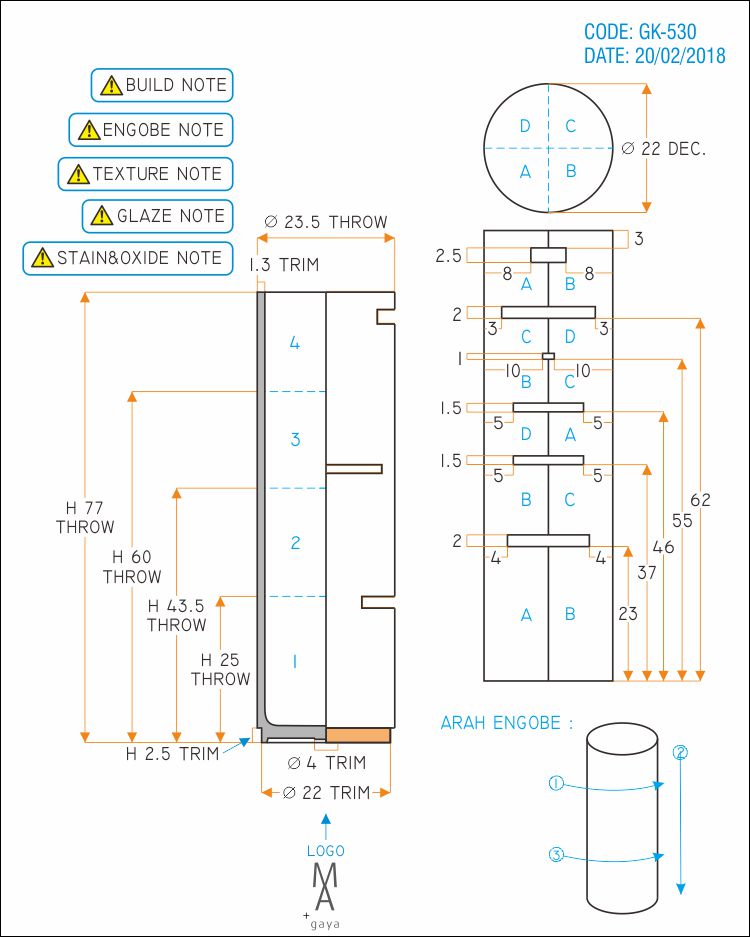 CODE: GK-530
DATE: 20/02/2018
BUILD NOTE
ENGOBE NOTE
TEXTURE NOTE
GLAZE NOTE
STAIN&OXIDE NOTE
Ø 23.5 THROW
1.3 TRIM
4
3
2
1
H 77
THROW
H 60
THROW
H 43.5
THROW
H 25
THROW
H 2.5 TRIM
Ø 4 TRIM
Ø 22 TRIM
LOGO
MA
+
gaya
D C
A B
Ø 22 DEC.
3
2.5
8 8
A B
2
3 3
C D
1
10 10
B C
1.5
5 5
D A
1.5
5 5
B C
2
4 4
A B
23
37
46
55
62
ARAH ENGOBE :
1
2
3